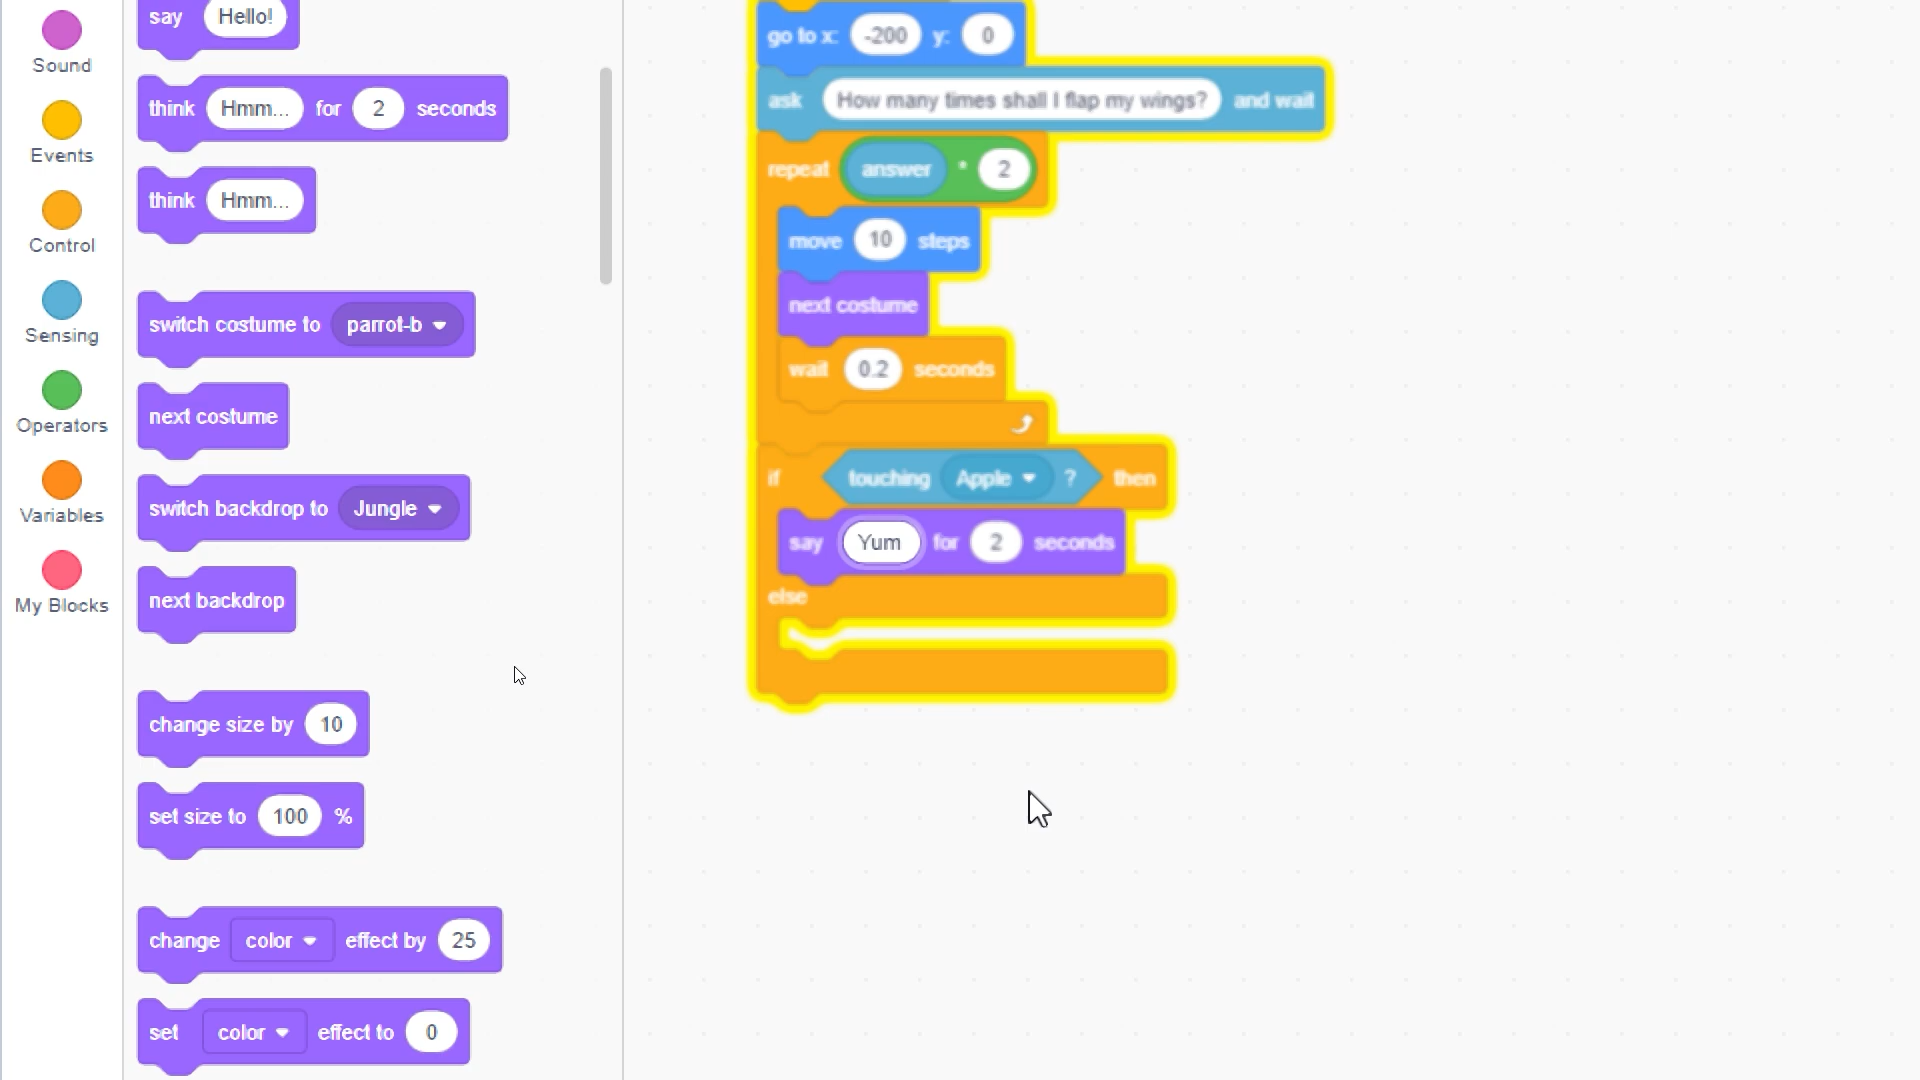 Sound
Events
Control
Sensing
Operators
Variables
My Blocks
say Hello!
think Hmm... for 2 seconds
think Hmm...
switch costume to parrot-b
next costume
switch backdrop to Jungle
next backdrop
change size by 10
set size to 100 %
change color effect by 25
set color effect to 0
go to x: -200 y: 0
ask How many times shall I flap my wings? and wait
repeat answer * 2
move 10 steps
next costume
wait 0.2 seconds
if touching Apple ? then
say Yum for 2 seconds
else